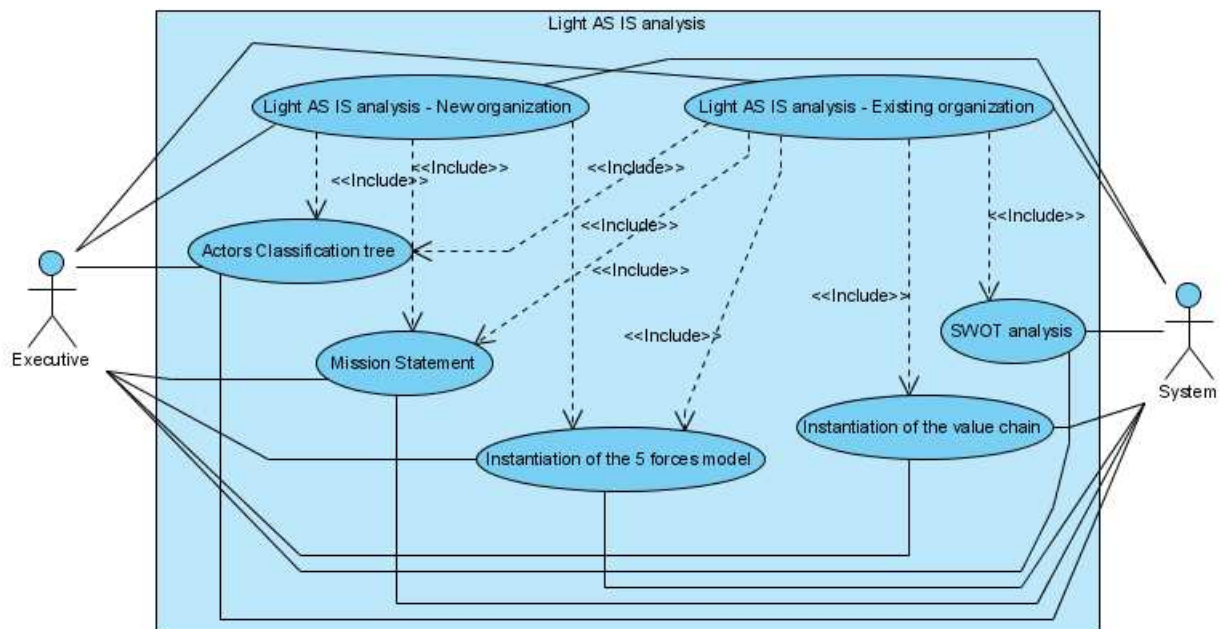 Light AS IS analysis
Light AS IS analysis - New organization
Light AS IS analysis - Existing organization
<<Include>>
<<Include>>
<<Include>>
<<Include>>
<<Include>>
<<Include>>
Actors Classification tree
<<Include>>
<<Include>>
<<Include>>
SWOT analysis
Mission Statement
Executive
System
Instantiation of the value chain
Instantiation of the 5 forces model